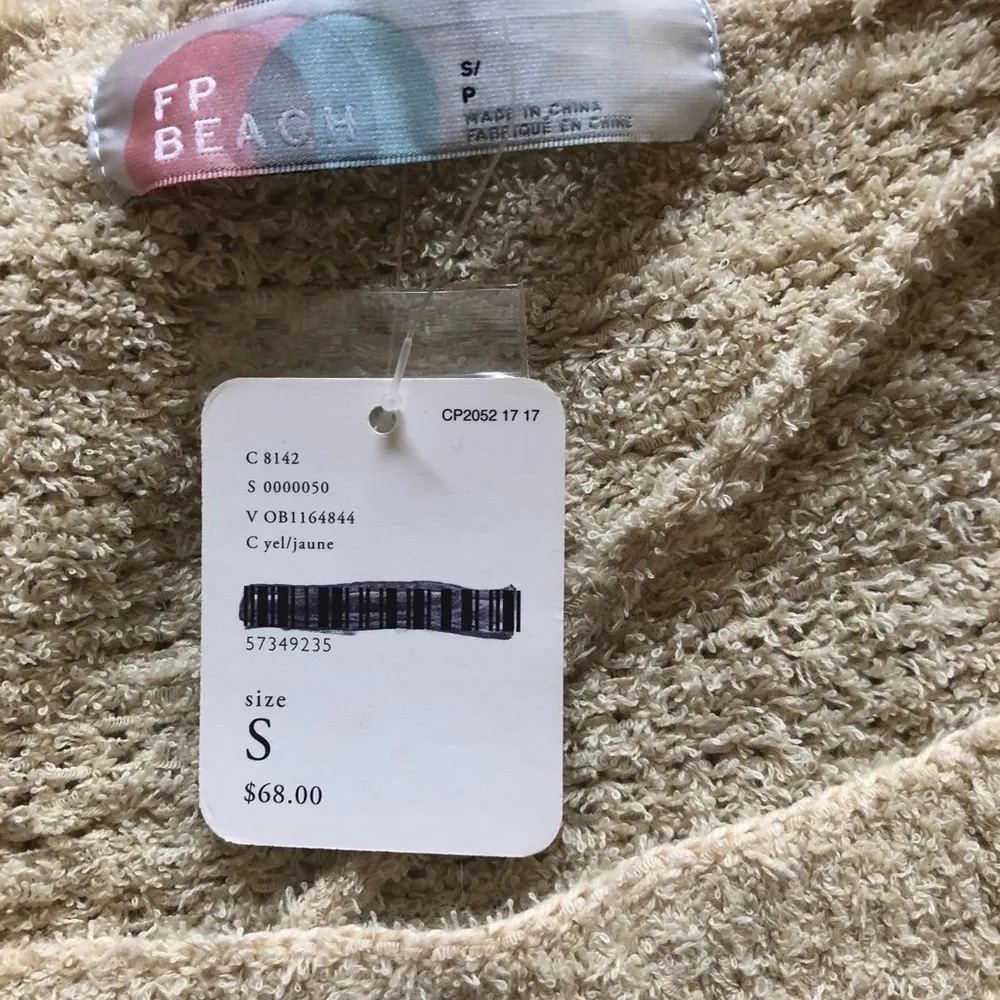 FP
BEACH
S/
P
MADE IN CHINA
FABRIQUE EN CHINE
CP2052 17 17
C 8142
S 0000050
V OB1164844
C yel/jaune
57349235
size
S
$68.00